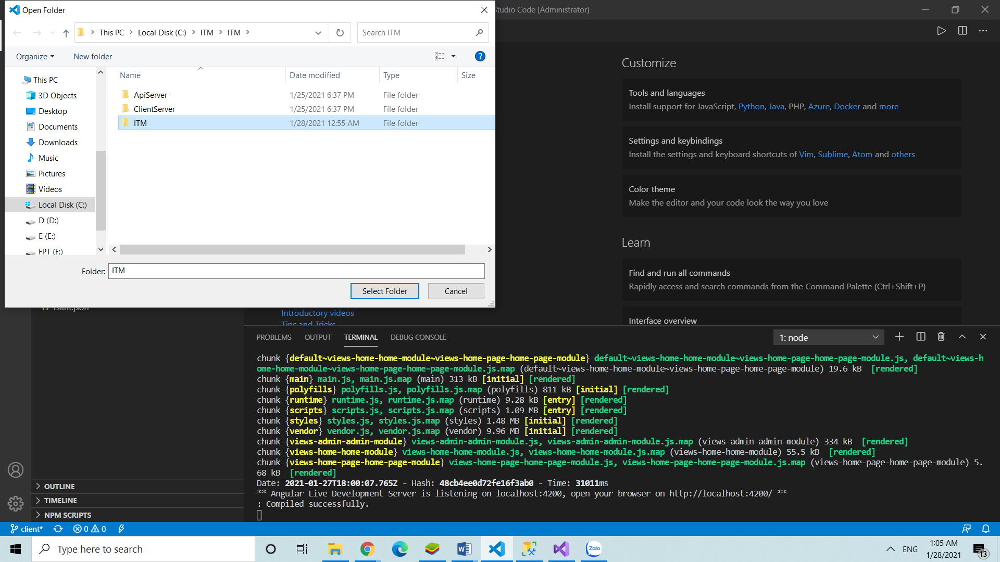 Open Folder
Studio Code [Administrator]
This PC
Local Disk (C:)
ITM
ITM
Search ITM
Organize
New folder
Name
Date modified
Type
Size
This PC
3D Objects
Desktop
Documents
Downloads
Music
Pictures
Videos
Local Disk (C:)
D (D:)
E (E:)
FPT (F:)
ApiServer 1/25/2021 6:37 PM File folder
ClientServer 1/25/2021 6:37 PM File folder
ITM 1/28/2021 12:55 AM File folder
Folder: ITM
Select Folder
Cancel
Customize
Tools and languages
Install support for JavaScript, Python, Java, PHP, Azure, Docker and more
Settings and keybindings
Install the settings and keyboard shortcuts of Vim, Sublime, Atom and others
Color theme
Make the editor and your code look the way you love
Learn
Find and run all commands
Rapidly access and search commands from the Command Palette (Ctrl+Shift+P)
Interface overview
tslint.json
Introductory videos
Tips and Tricks
PROBLEMS
OUTPUT
TERMINAL
DEBUG CONSOLE
1: node
chunk {default~views-home-home-module~views-home-page-home-page-module} default~views-home-home-module~views-home-page-home-page-module.js, default~views-h
ome-home-module~views-home-page-home-page-module.js.map (default~views-home-home-module~views-home-page-home-page-module) 19.6 kB  [rendered]
chunk {main} main.js, main.js.map (main) 313 kB [initial] [rendered]
chunk {polyfills} polyfills.js, polyfills.js.map (polyfills) 811 kB [initial] [rendered]
chunk {runtime} runtime.js, runtime.js.map (runtime) 9.28 kB [entry] [rendered]
chunk {scripts} scripts.js, scripts.js.map (scripts) 1.09 MB [entry] [rendered]
chunk {styles} styles.js, styles.js.map (styles) 1.48 MB [initial] [rendered]
chunk {vendor} vendor.js, vendor.js.map (vendor) 9.96 MB [initial] [rendered]
chunk {views-admin-admin-module} views-admin-admin-module.js, views-admin-admin-module.js.map (views-admin-admin-module) 334 kB  [rendered]
chunk {views-home-home-module} views-home-home-module.js, views-home-home-module.js.map (views-home-home-module) 55.5 kB  [rendered]
chunk {views-home-page-home-page-module} views-home-page-home-page-module.js, views-home-page-home-page-module.js.map (views-home-page-home-page-module) 5.
68 kB  [rendered]
Date: 2021-01-27T18:00:07.765Z - Hash: 48cb4ee0d72fe16f3ab0 - Time: 31011ms
** Angular Live Development Server is listening on localhost:4200, open your browser on http://localhost:4200/ **
: Compiled successfully.
OUTLINE
TIMELINE
NPM SCRIPTS
client*
0
0
Type here to search
Zalo
ENG
1:05 AM
1/28/2021
13